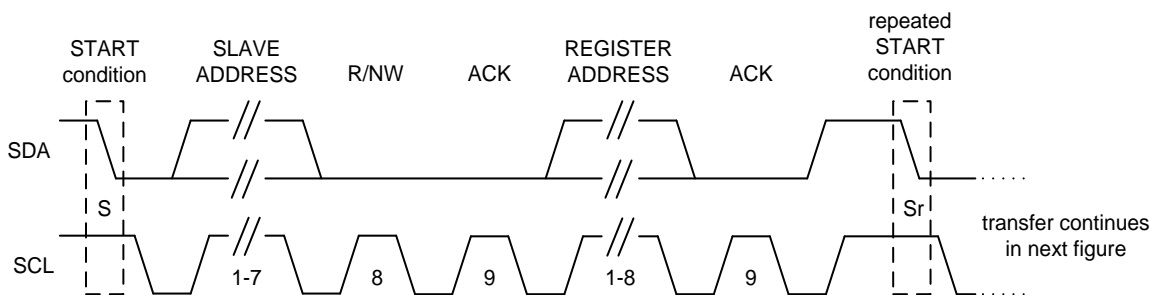 START
condition
SLAVE
ADDRESS
R/NW
ACK
REGISTER
ADDRESS
ACK
repeated
START
condition
SDA
S
Sr
transfer continues
in next figure
SCL
1-7
8
9
1-8
9